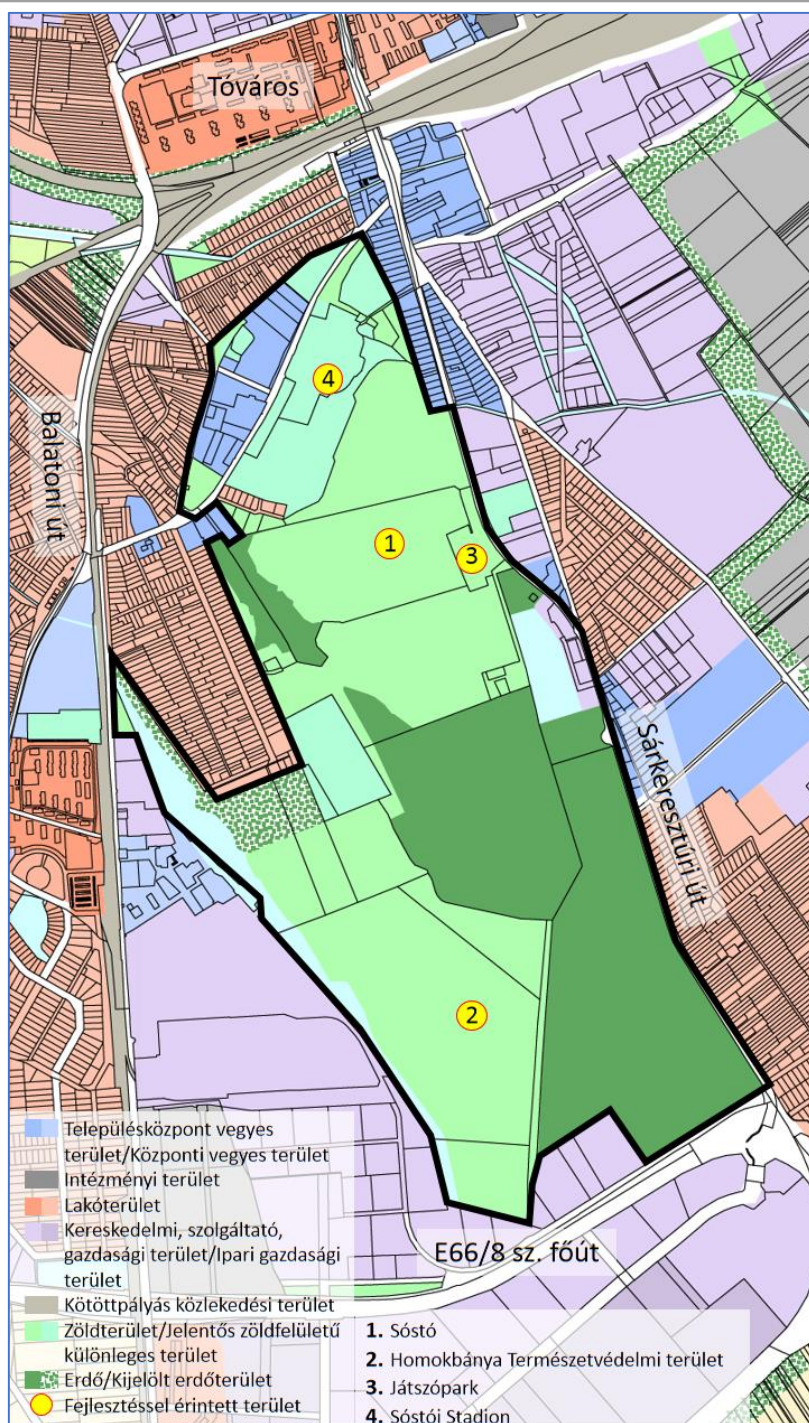 Tóváros
4
Balatoni út
1
3
Sárkeresztúri út
2
Településközpont vegyes
terület/Központi vegyes terület
Intézményi terület
Lakóterület
Kereskedelmi, szolgáltató,
gazdasági terület/Ipari gazdasági
terület
Kötöttpályás közlekedési terület
Zöldterület/Jelentős zöldfelületű
különleges terület
Erdő/Kijelölt erdőterület
Fejlesztéssel érintett terület
E66/8 sz. főút
1. Sóstó
2. Homokbánya Természetvédelmi terület
3. Játszópark
4. Sóstói Stadion